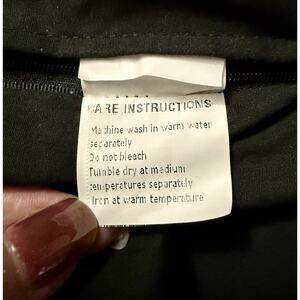 CARE INSTRUCTIONS
Machine wash in warm water
separately
Do not bleach
Tumble dry at medium
temperatures separately
Iron at warm temperature